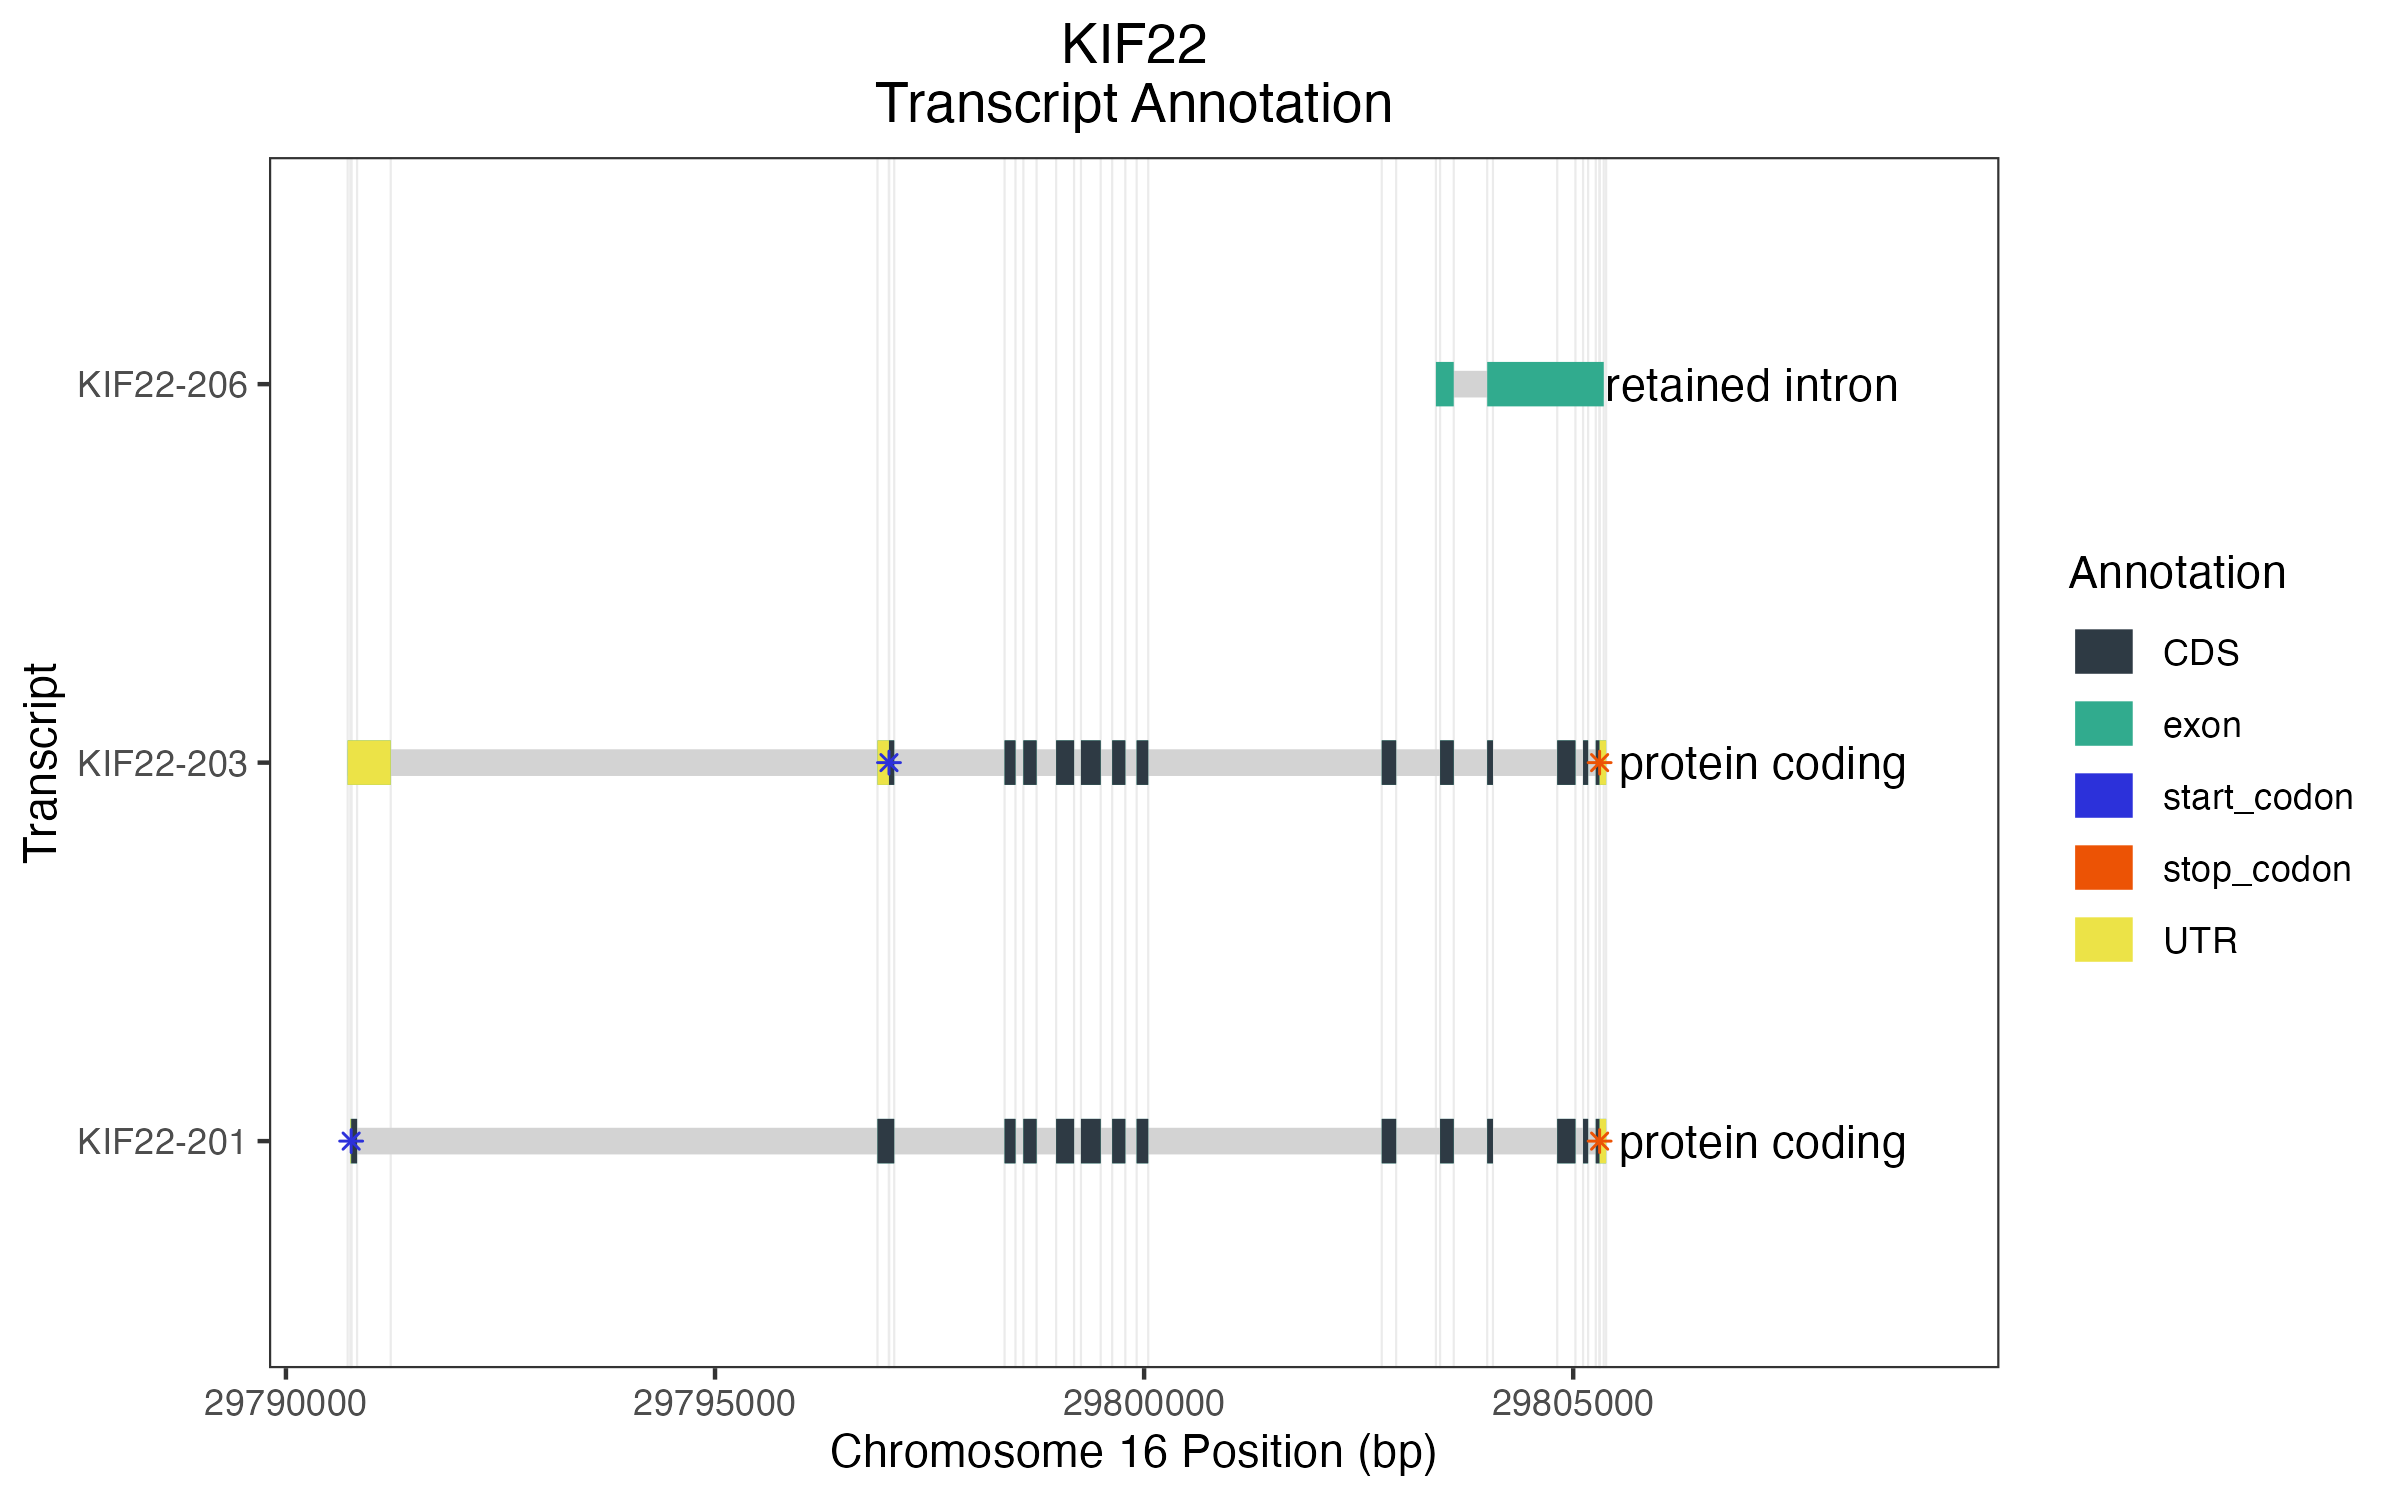 KIF22
Transcript Annotation
KIF22-206
retained intron
KIF22-203
protein coding
KIF22-201
protein coding
Transcript
29790000
29795000
29800000
29805000
Chromosome 16 Position (bp)
Annotation
CDS
exon
start_codon
stop_codon
UTR